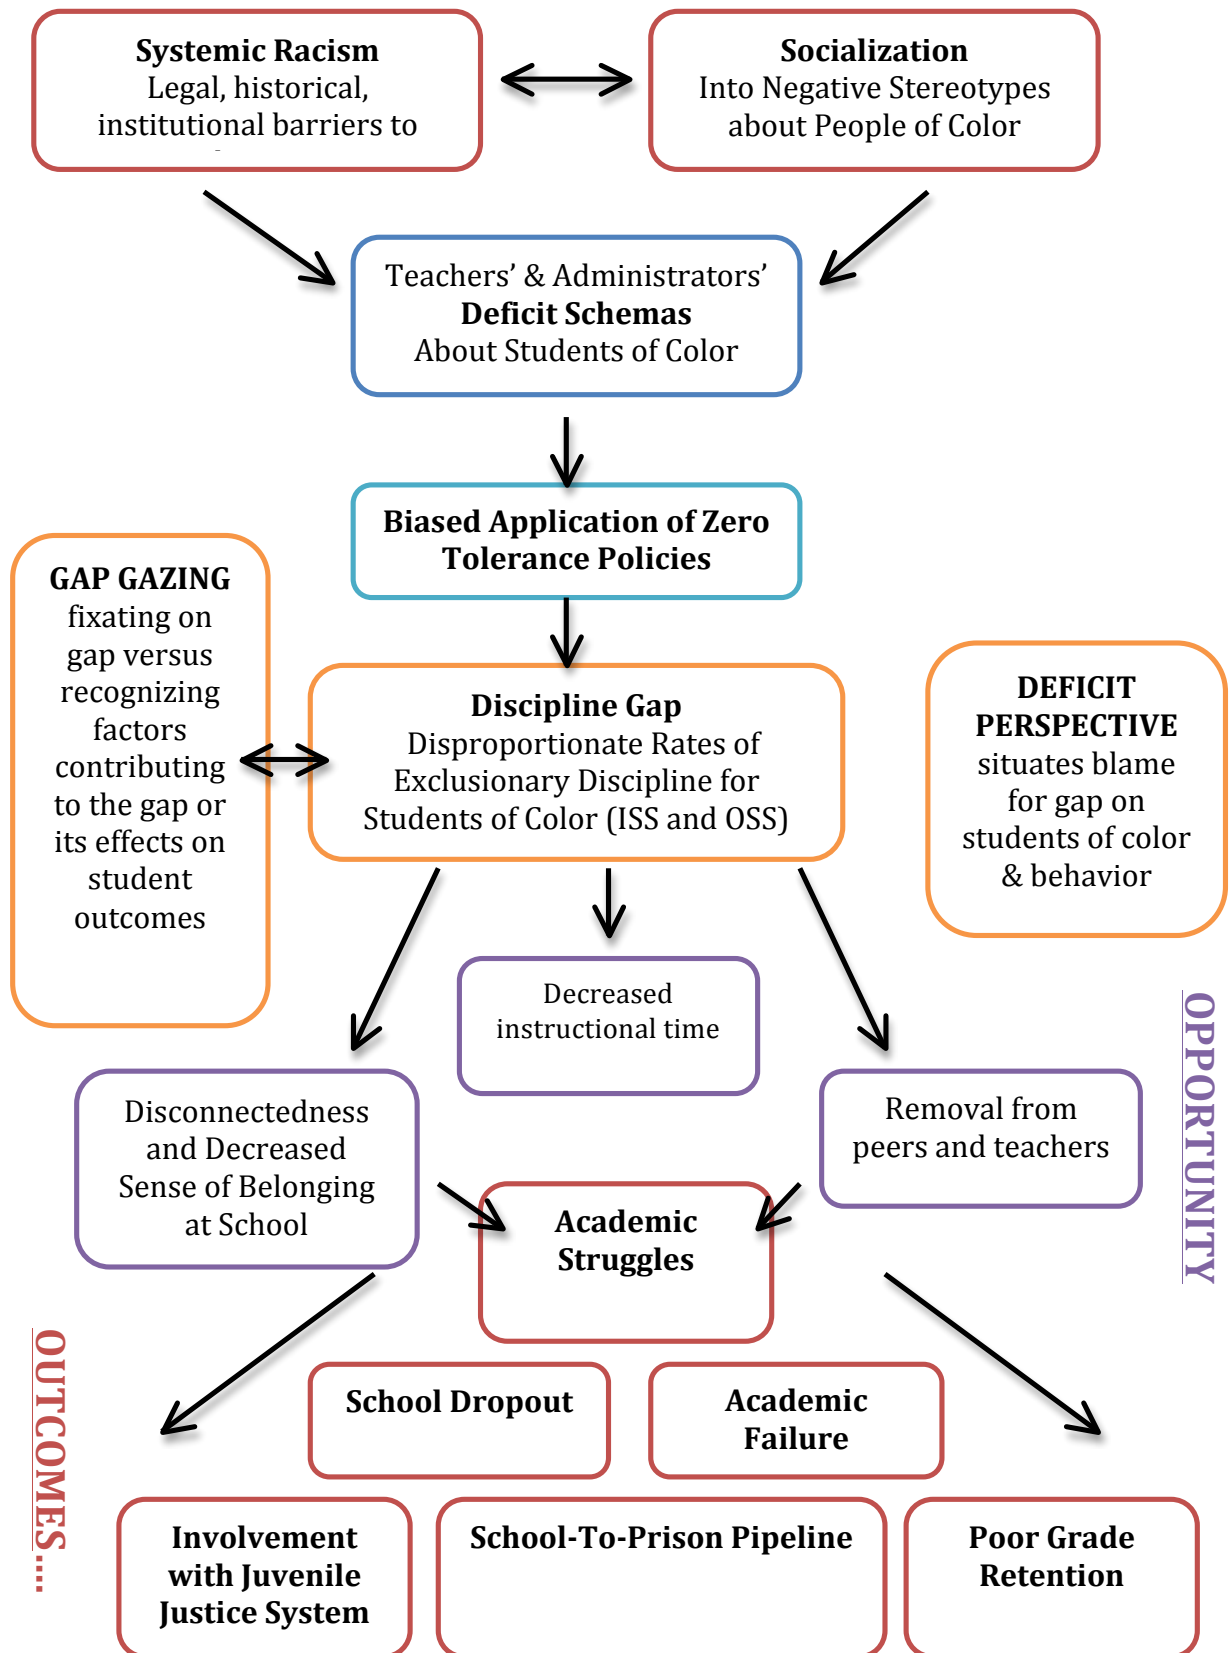 Systemic Racism
Legal, historical,
institutional barriers to
Socialization
Into Negative Stereotypes
about People of Color
Teachers’ & Administrators’
Deficit Schemas
About Students of Color
Biased Application of Zero
Tolerance Policies
GAP GAZING
fixating on
gap versus
recognizing
factors
contributing
to the gap or
its effects on
student
outcomes
Discipline Gap
Disproportionate Rates of
Exclusionary Discipline for
Students of Color (ISS and OSS)
DEFICIT
PERSPECTIVE
situates blame
for gap on
students of color
& behavior
Decreased
instructional time
OPPORTUNITY
Disconnectedness
and Decreased
Sense of Belonging
at School
Removal from
peers and teachers
Academic
Struggles
OUTCOMES....
School Dropout
Academic
Failure
Involvement
with Juvenile
Justice System
School-To-Prison Pipeline
Poor Grade
Retention